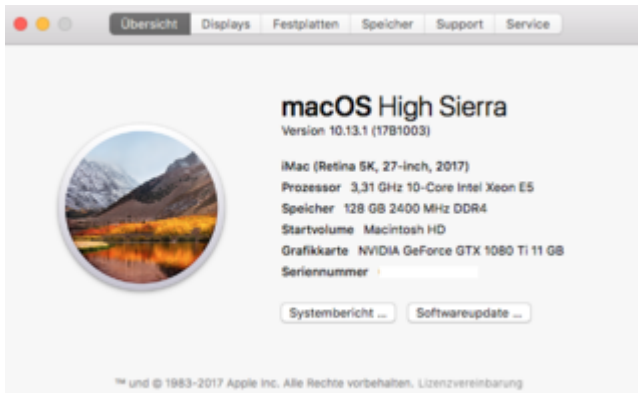 Übersicht Displays Festplatten Speicher Support Service
macOS High Sierra
Version 10.13.1 (17B1003)
iMac (Retina 5K, 27-inch, 2017)
Prozessor 3,31 GHz 10-Core Intel Xeon E5
Speicher 128 GB 2400 MHz DDR4
Startvolume Macintosh HD
Grafikkarte NVIDIA GeForce GTX 1080 Ti 11 GB
Seriennummer
Systembericht ... Softwareupdate ...
™ und © 1983-2017 Apple Inc. Alle Rechte vorbehalten. Lizenzvereinbarung